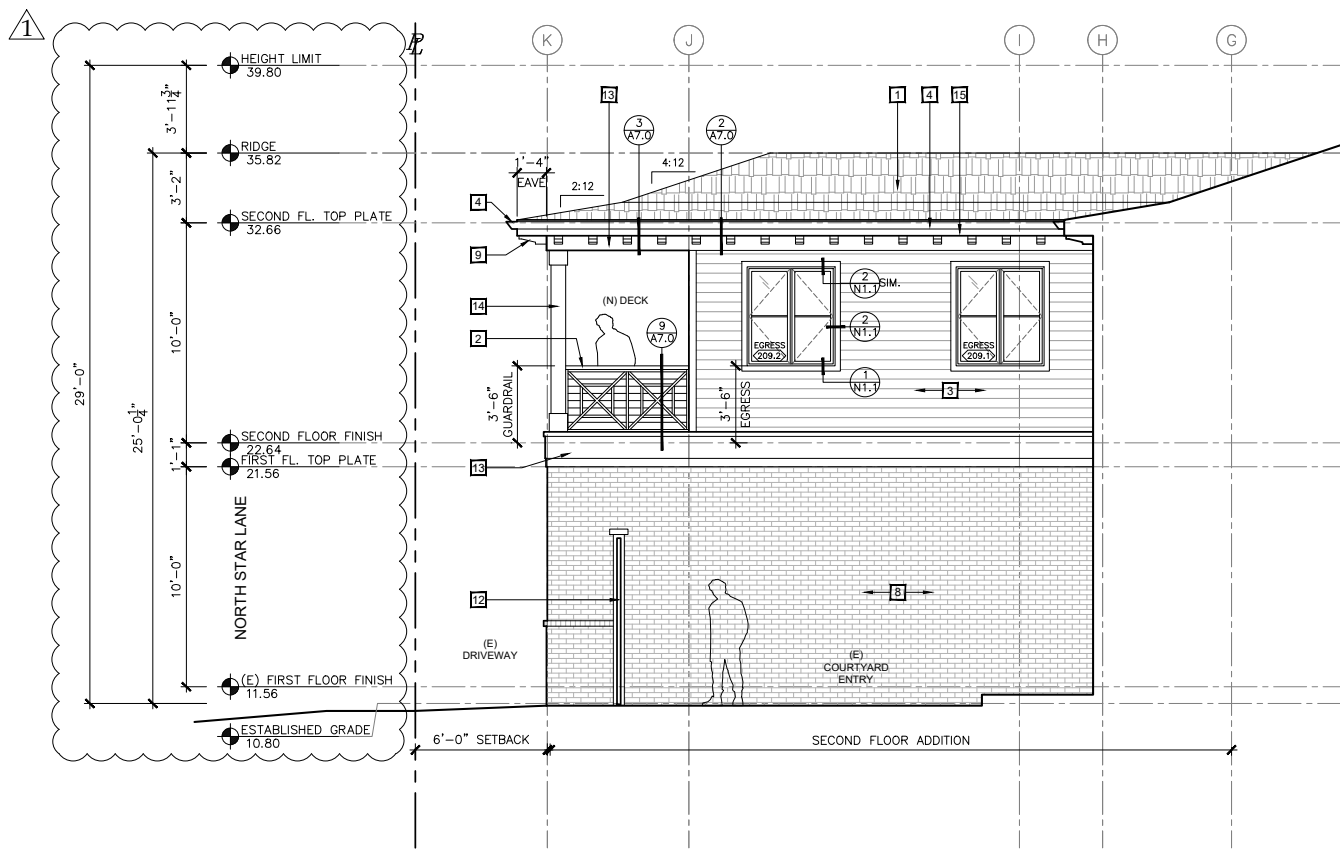 1
PL
K
J
I
H
G
HEIGHT LIMIT
39.80
3'-11 3/4"
RIDGE
35.82
3'-2"
SECOND FL. TOP PLATE
32.66
10'-0"
29'-0"
25'-0 1/4"
SECOND FLOOR FINISH
22.64
1'-1"
FIRST FL. TOP PLATE
21.56
10'-0"
NORTH STAR LANE
(E) FIRST FLOOR FINISH
11.56
ESTABLISHED GRADE
10.80
13
3
A7.0
2
A7.0
1
4
15
1'-4"
EAVE
2:12
4:12
4
9
14
2
(N) DECK
9
A7.0
3'-6"
GUARDRAIL
3'-6"
EGRESS
EGRESS
209.2
2
N1.1
SIM.
2
N1.1
1
N1.1
EGRESS
209.1
3
13
12
8
(E)
DRIVEWAY
(E)
COURTYARD
ENTRY
6'-0" SETBACK
SECOND FLOOR ADDITION